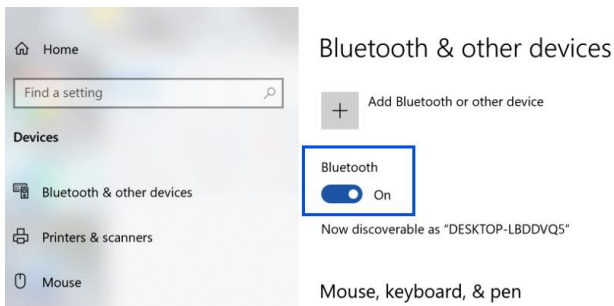 Home
Find a setting
Devices
Bluetooth & other devices
Printers & scanners
Mouse
Bluetooth & other devices
Add Bluetooth or other device
Bluetooth
On
Now discoverable as "DESKTOP-LBDDVQ5"
Mouse, keyboard, & pen